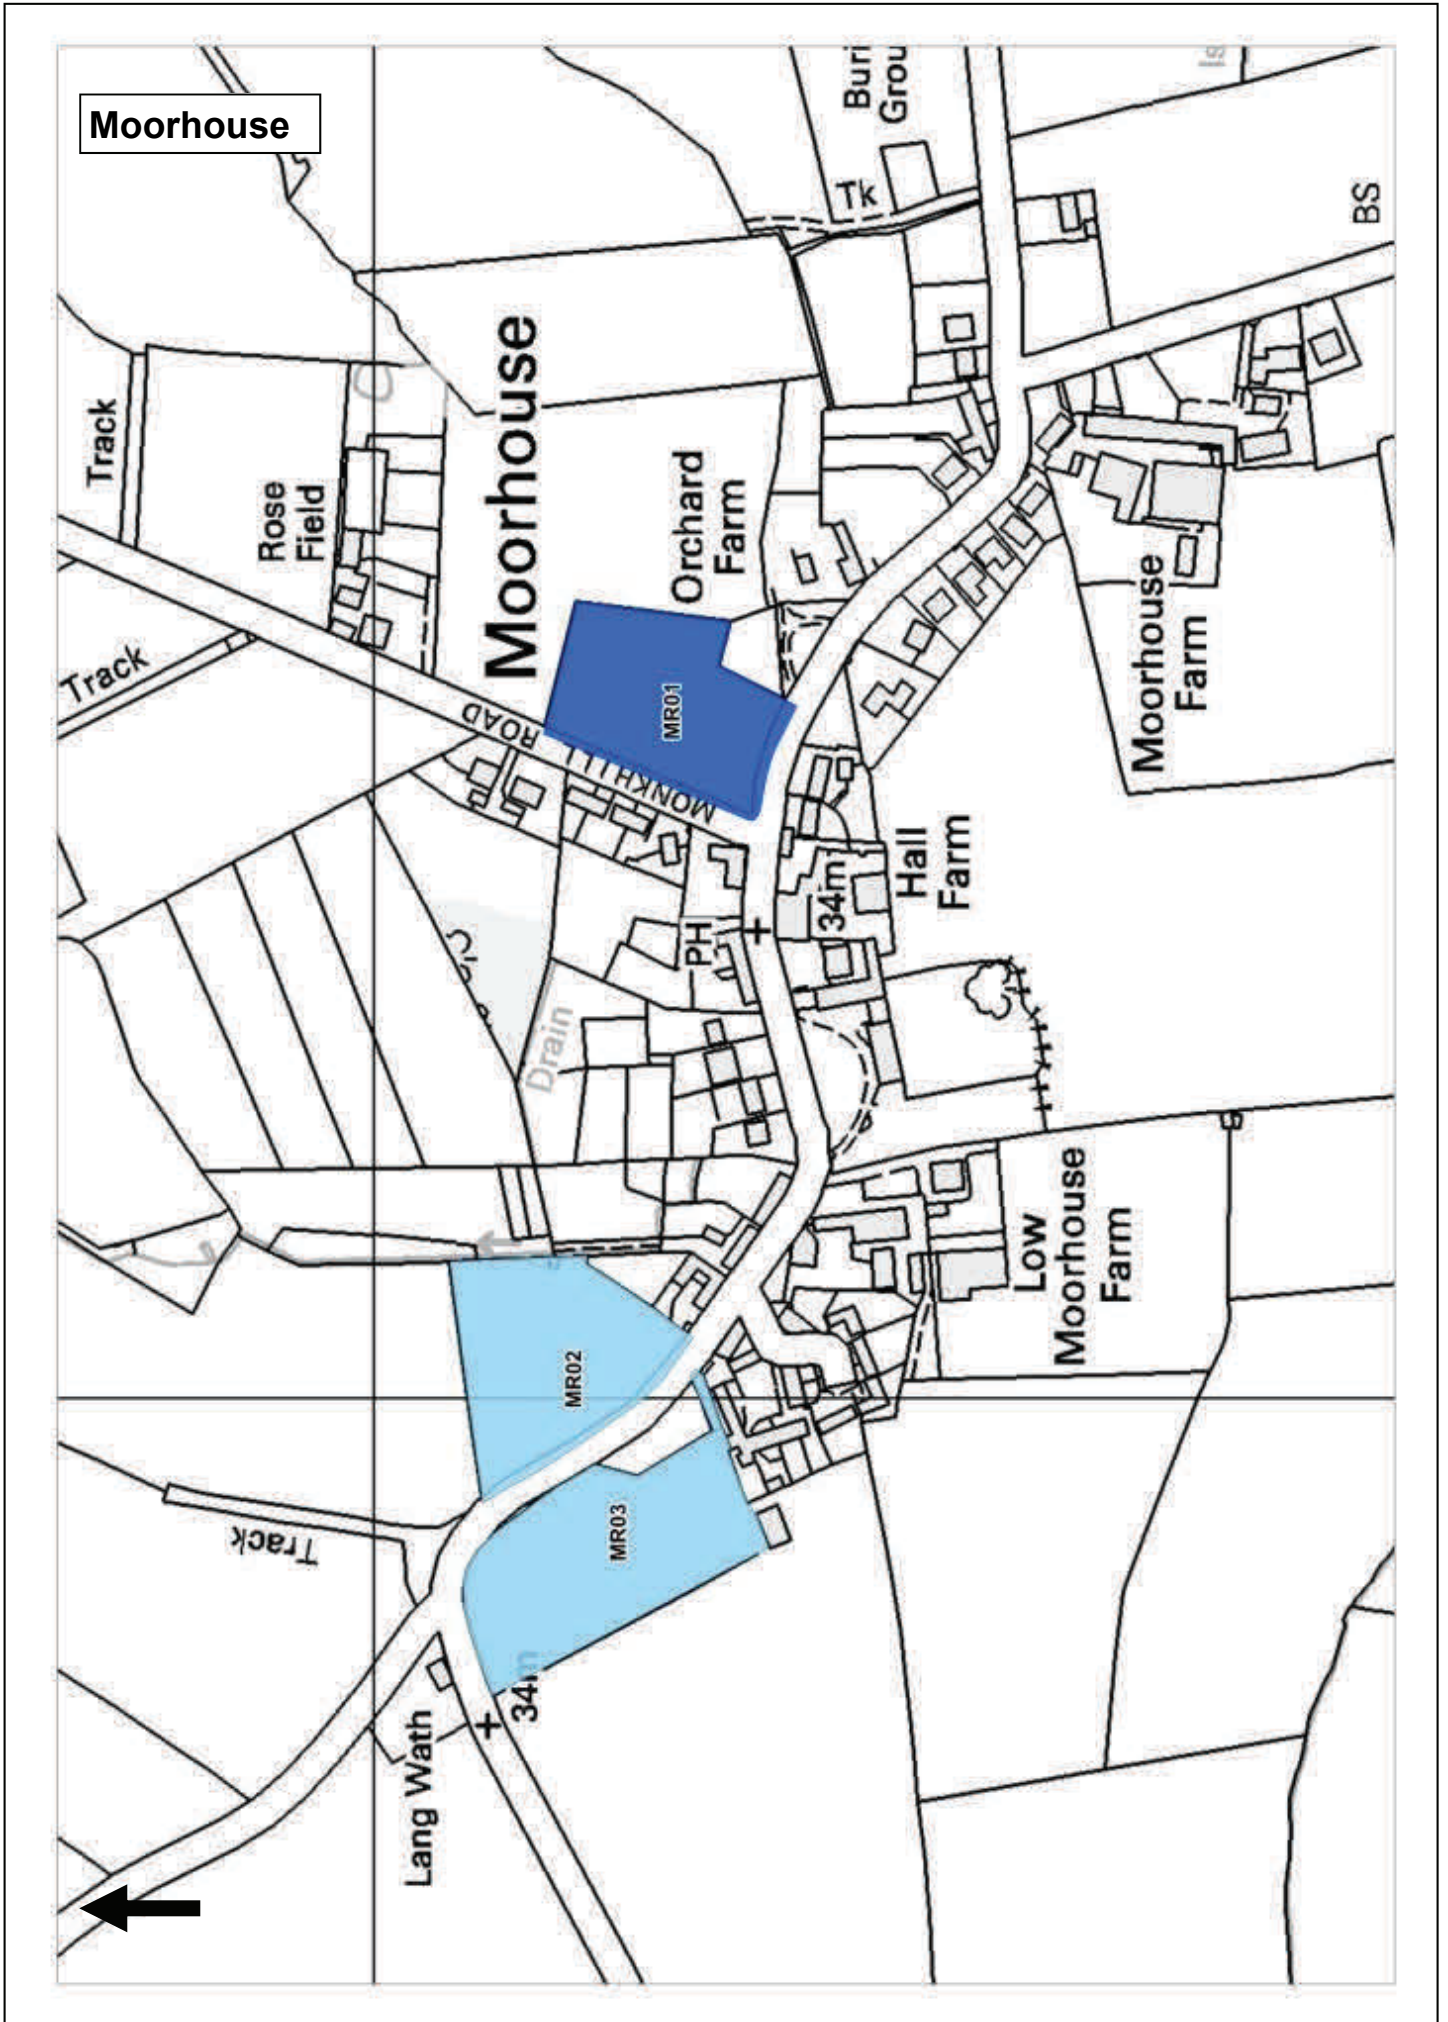 Moorhouse
Buri
Grou
Is
Tk
BS
Track
Rose
Field
Moorhouse
Orchard
Farm
Track
Moorhouse
Farm
MR01
MONKHILL ROAD
Hall
Farm
34m
PH
Drain
Low
Moorhouse
Farm
MR02
MR03
Track
34m
Lang Wath